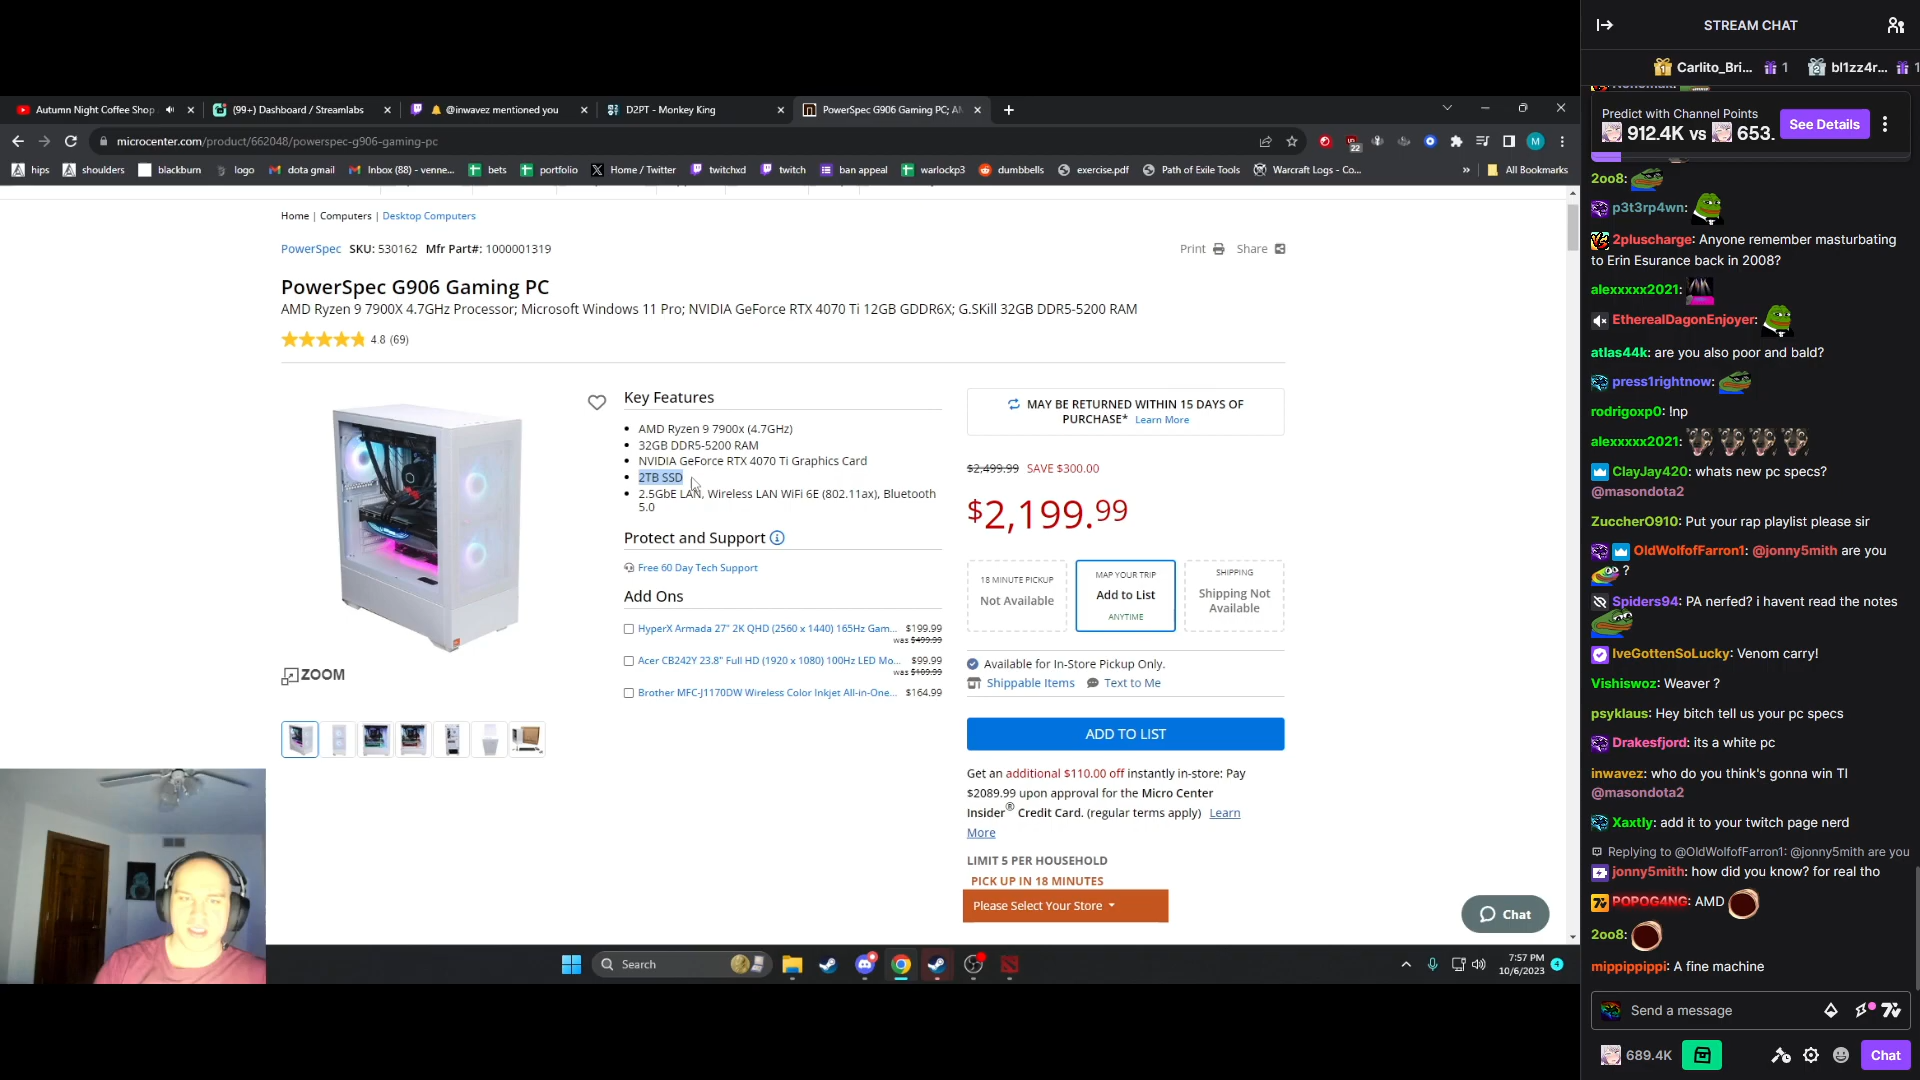 Autumn Night Coffee Shop
(99+) Dashboard / Streamlabs
@inwavez mentioned you
D2PT - Monkey King
PowerSpec G906 Gaming PC; AM
microcenter.com/product/662048/powerspec-g906-gaming-pc
22
M
hips
shoulders
blackburn
logo
dota gmail
Inbox (88) - venne...
bets
portfolio
Home / Twitter
twitchxd
twitch
ban appeal
warlockp3
dumbbells
exercise.pdf
Path of Exile Tools
Warcraft Logs - Co...
»
All Bookmarks
Home | Computers | Desktop Computers
PowerSpec SKU: 530162 Mfr Part#: 1000001319
Print
Share
PowerSpec G906 Gaming PC
AMD Ryzen 9 7900X 4.7GHz Processor; Microsoft Windows 11 Pro; NVIDIA GeForce RTX 4070 Ti 12GB GDDR6X; G.SKill 32GB DDR5-5200 RAM
4.8 (69)
ZOOM
Key Features
AMD Ryzen 9 7900x (4.7GHz)
32GB DDR5-5200 RAM
NVIDIA GeForce RTX 4070 Ti Graphics Card
2TB SSD
2.5GbE LAN, Wireless LAN WiFi 6E (802.11ax), Bluetooth
5.0
Protect and Support
Free 60 Day Tech Support
Add Ons
HyperX Armada 27" 2K QHD (2560 x 1440) 165Hz Gam... $199.99
was $499.99
Acer CB242Y 23.8" Full HD (1920 x 1080) 100Hz LED Mo... $99.99
was $109.99
Brother MFC-J1170DW Wireless Color Inkjet All-in-One... $164.99
MAY BE RETURNED WITHIN 15 DAYS OF
PURCHASE* Learn More
$2,499.99 SAVE $300.00
$2,199.99
18 MINUTE PICKUP
Not Available
MAP YOUR TRIP
Add to List
ANYTIME
SHIPPING
Shipping Not
Available
Available for In-Store Pickup Only.
Shippable Items
Text to Me
ADD TO LIST
Get an additional $110.00 off instantly in-store: Pay
$2089.99 upon approval for the Micro Center
Insider® Credit Card. (regular terms apply) Learn
More
LIMIT 5 PER HOUSEHOLD
PICK UP IN 18 MINUTES
Please Select Your Store
Chat
Search
7:57 PM
10/6/2023
4
STREAM CHAT
1 Carlito_Bri... 1
2 bl1zz4r... 1
Predict with Channel Points
912.4K vs 653.
See Details
2oo8:
p3t3rp4wn:
2pluscharge: Anyone remember masturbating
to Erin Esurance back in 2008?
alexxxxx2021:
EtherealDagonEnjoyer:
atlas44k: are you also poor and bald?
press1rightnow:
rodrigoxp0: !np
alexxxxx2021:
ClayJay420: whats new pc specs?
@masondota2
ZuccherO910: Put your rap playlist please sir
OldWolfofFarron1: @jonny5mith are you
?
Spiders94: PA nerfed? i havent read the notes
IveGottenSoLucky: Venom carry!
Vishiswoz: Weaver ?
psyklaus: Hey bitch tell us your pc specs
Drakesfjord: its a white pc
inwavez: who do you think's gonna win TI
@masondota2
Xaxtly: add it to your twitch page nerd
Replying to @OldWolfofFarron1: @jonny5mith are you
jonny5mith: how did you know? for real tho
POPOG4NG: AMD
2oo8:
mippippippi: A fine machine
Send a message
689.4K
Chat